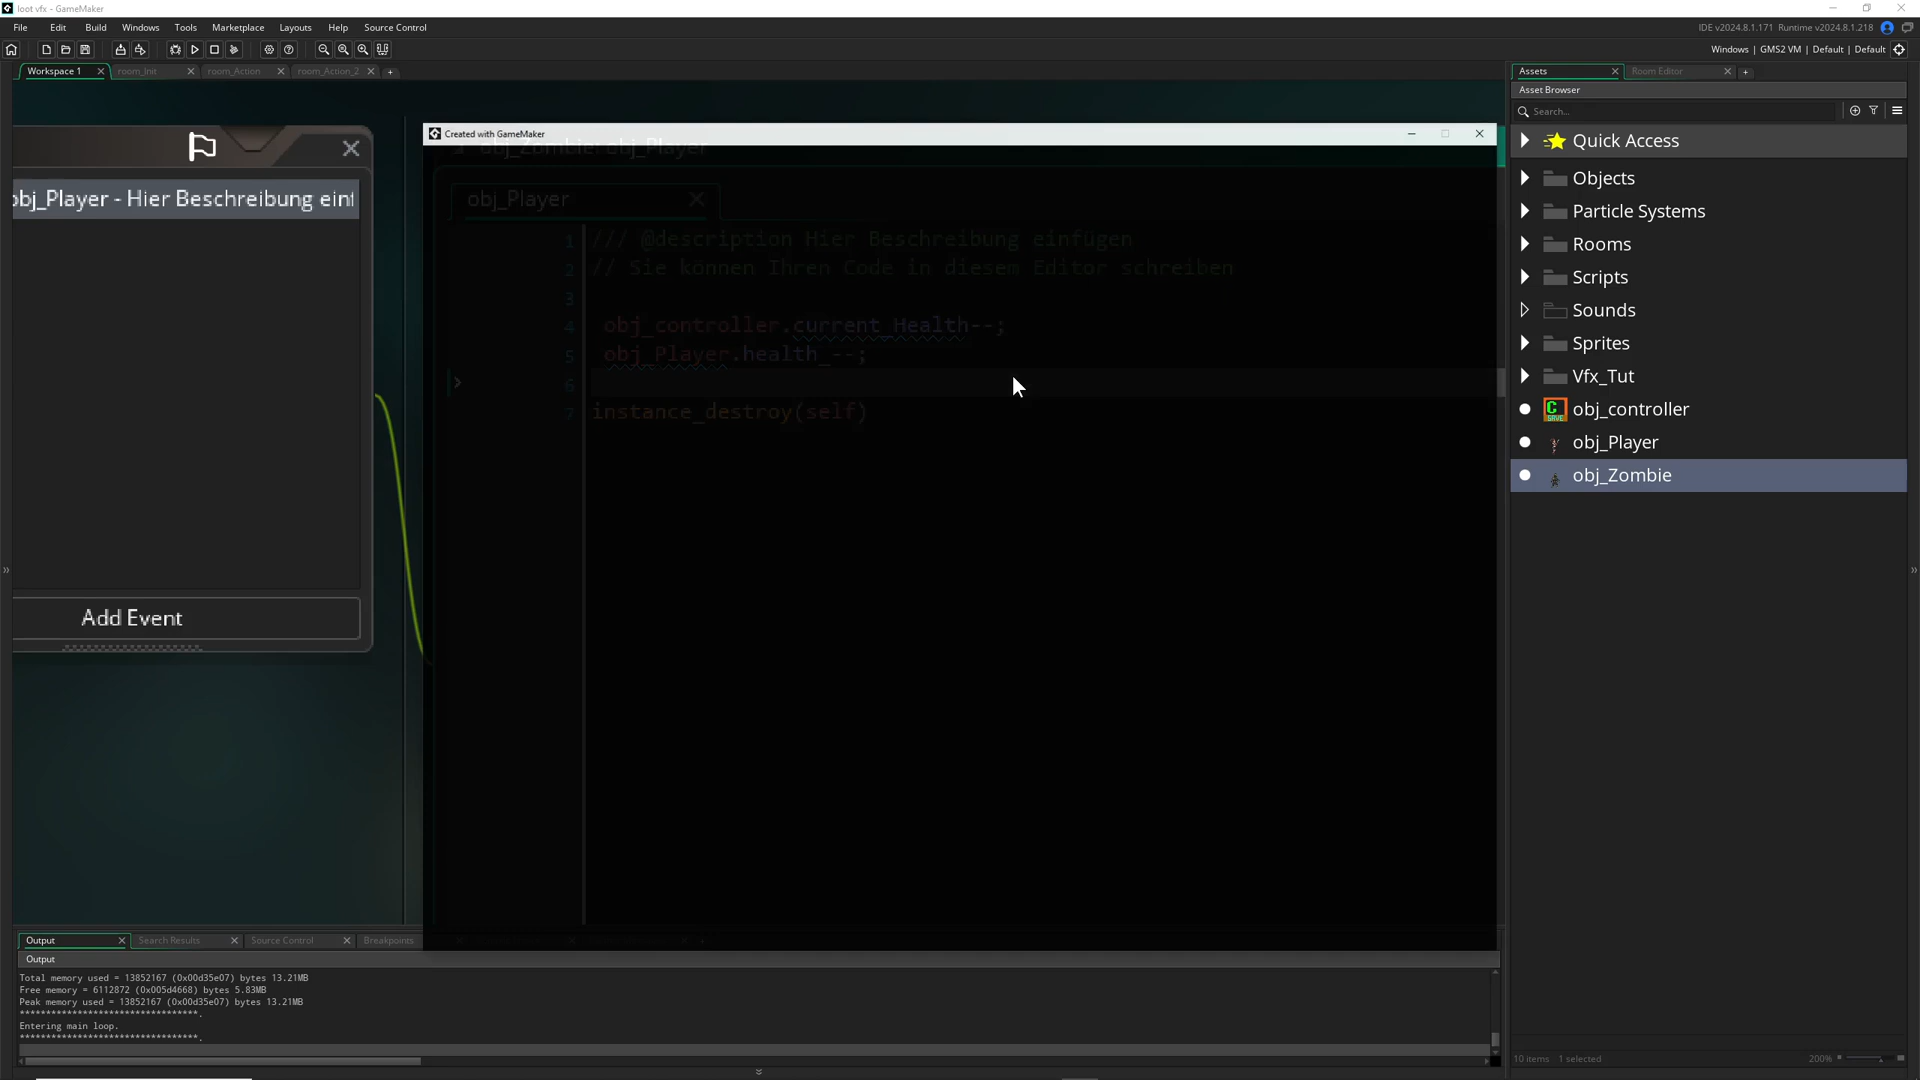 loot vfx - GameMaker
File Edit Build Windows Tools Marketplace Layouts Help Source Control
IDE v2024.8.1.171 Runtime v2024.8.1.218
Windows | GMS2 VM | Default | Default
Workspace 1 room_Init room_Action room_Action_2 +
Assets Room Editor +
Asset Browser
Search...
Quick Access
Objects
Particle Systems
Rooms
Scripts
Sounds
Sprites
Vfx_Tut
obj_controller
obj_Player
obj_Zombie
Created with GameMaker
obj_Zombie: obj_Player
obj_Player - Hier Beschreibung ein
obj_Player
1 /// @description Hier Beschreibung einfügen
2 // Sie können Ihren Code in diesem Editor schreiben
3
4 obj_controller.current_Health--;
5 obj_Player.health_--;
6
7 instance_destroy(self)
Add Event
Output Search Results Source Control Breakpoints
Output
Total memory used = 13852167 (0x00d35e07) bytes 13.21MB
Free memory = 6112872 (0x005d4668) bytes 5.83MB
Peak memory used = 13852167 (0x00d35e07) bytes 13.21MB
**********************************.
Entering main loop.
**********************************.
10 items 1 selected 200%